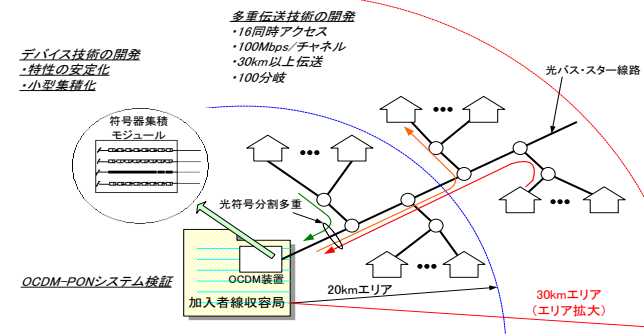 多重伝送技術の開発
・16同時アクセス
・100Mbps/チャネル
・30km以上伝送
・100分岐
デバイス技術の開発
・特性の安定化
・小型集積化
光バス・スター線路
符号器集積
モジュール
光符号分割多重
OCDM-PONシステム検証
OCDM装置
加入者線収容局
20kmエリア
30kmエリア
(エリア拡大)